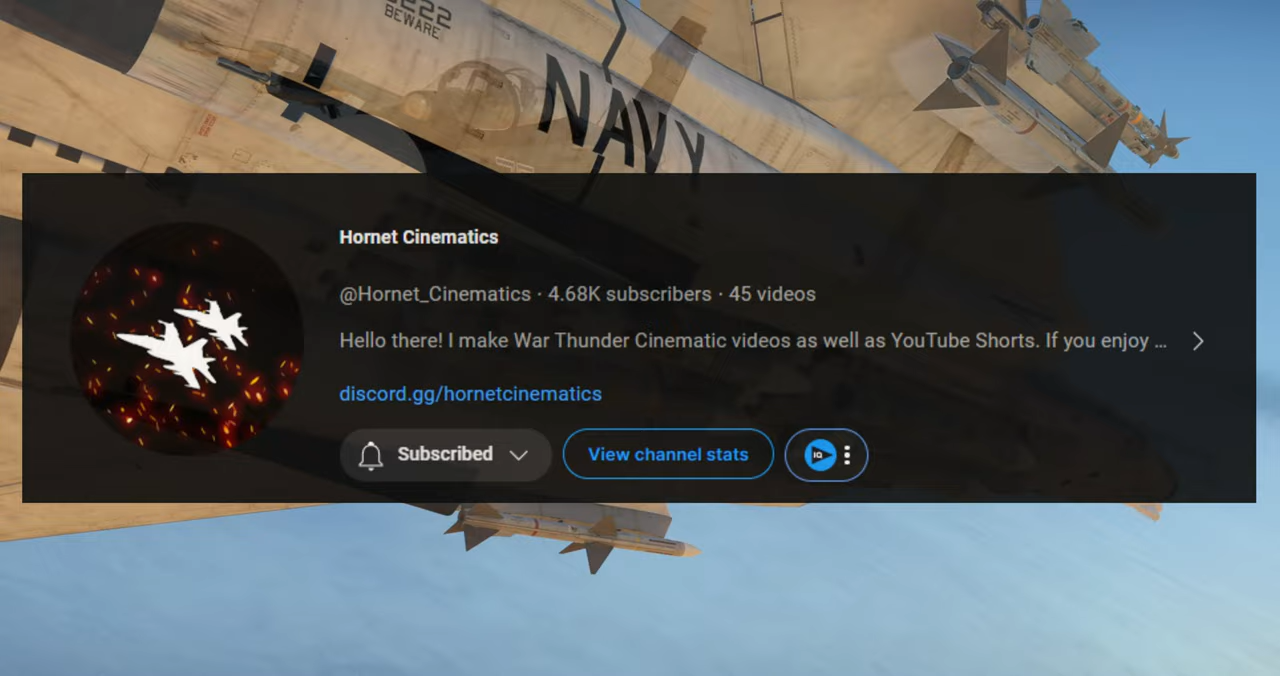 BEWARE
NAVY
Hornet Cinematics
@Hornet_Cinematics · 4.68K subscribers · 45 videos
Hello there! I make War Thunder Cinematic videos as well as YouTube Shorts. If you enjoy ...
discord.gg/hornetcinematics
Subscribed
View channel stats
IQ